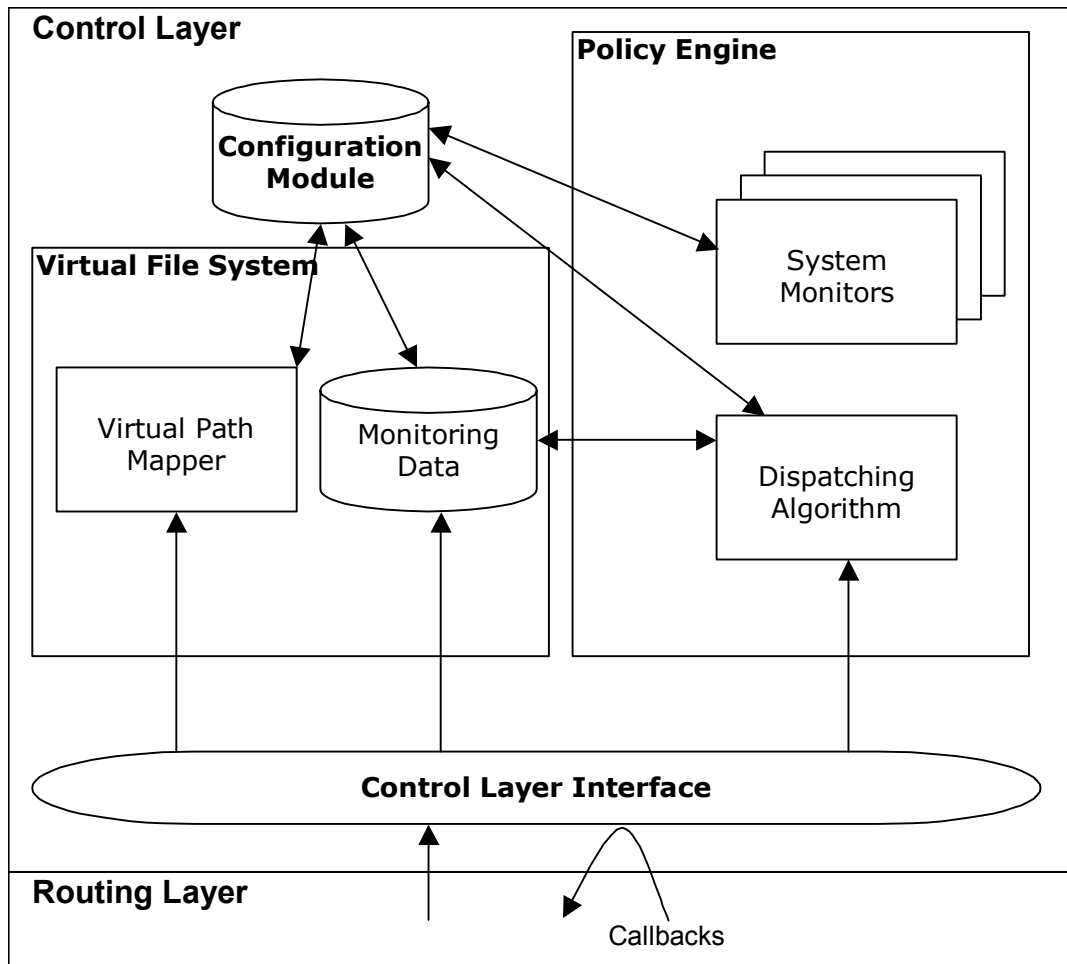 Control Layer
Policy Engine
Configuration
Module
Virtual File System
System
Monitors
Virtual Path
Mapper
Monitoring
Data
Dispatching
Algorithm
Control Layer Interface
Routing Layer
Callbacks